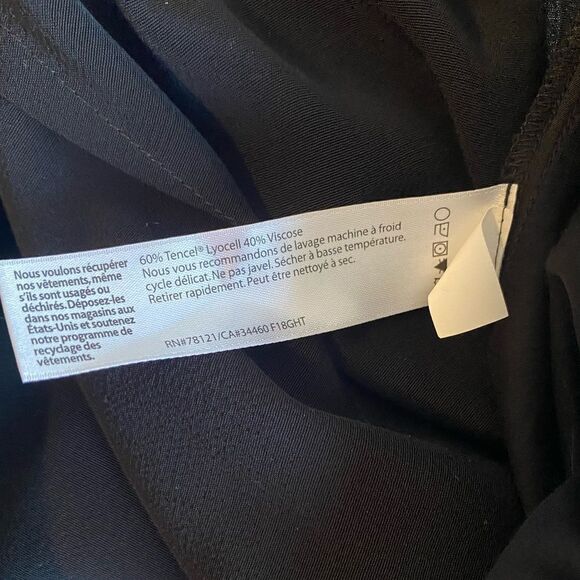 Nous voulons récupérer
nos vêtements, même
s'ils sont usagés ou
déchirés. Déposez-les
dans nos magasins aux
États-Unis et soutenez
notre programme de
recyclage des
vêtements.
60% Tencel® Lyocell 40% Viscose
Nous vous recommandons de lavage machine à froid
cycle délicat. Ne pas javel. Sécher à basse température.
Retirer rapidement. Peut être nettoyé à sec.
RN#78121/CA#34460 F18GHT